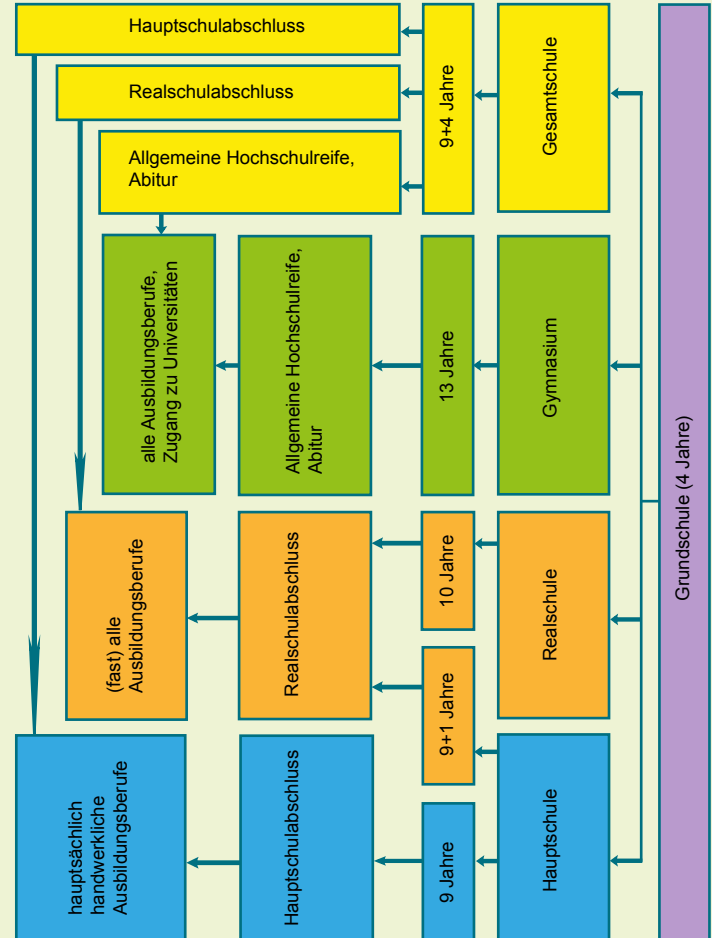 Hauptschulabschluss
Realschulabschluss
Allgemeine Hochschulreife,
Abitur
9+4 Jahre
Gesamtschule
alle Ausbildungsberufe,
Zugang zu Universitäten
Allgemeine Hochschulreife,
Abitur
13 Jahre
Gymnasium
(fast) alle
Ausbildungsberufe
Realschulabschluss
10 Jahre
9+1 Jahre
Realschule
hauptsächlich
handwerkliche
Ausbildungsberufe
Hauptschulabschluss
9 Jahre
Hauptschule
Grundschule (4 Jahre)